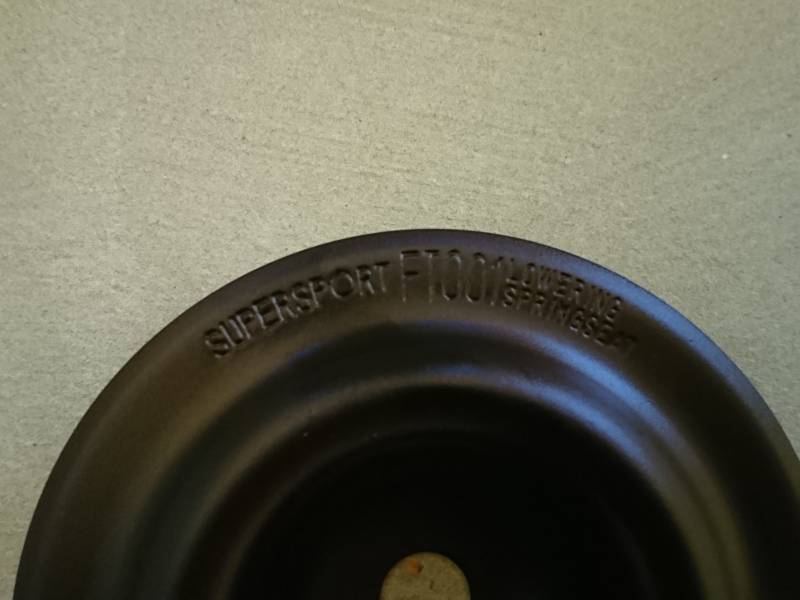 SUPERSPORT FT001 LOWERING
SPRINGSEAT